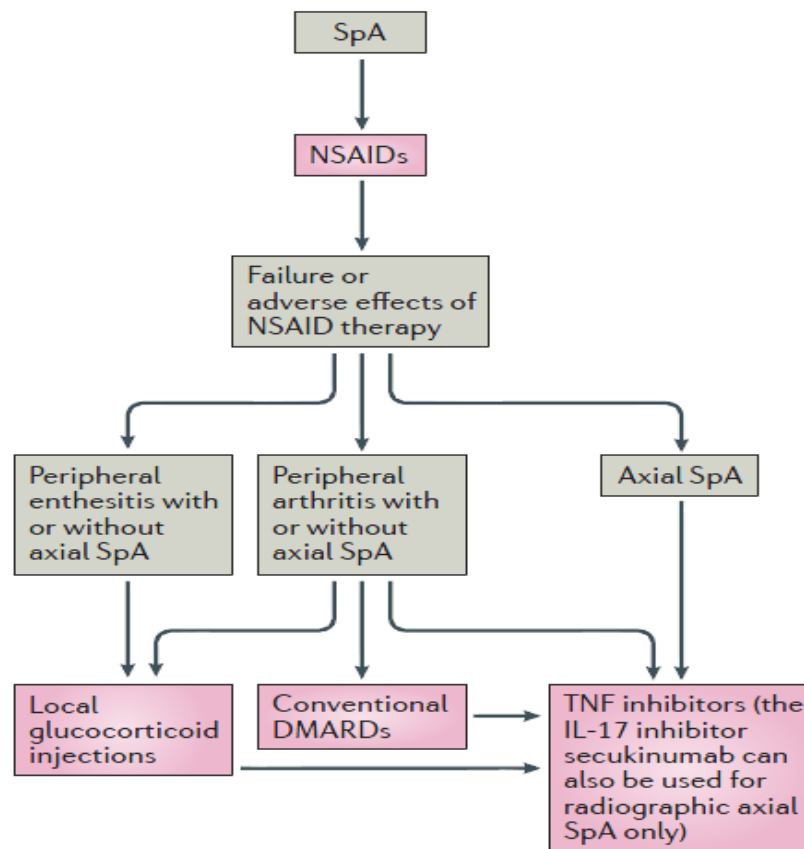 SpA
NSAIDs
Failure or
adverse effects of
NSAID therapy
Peripheral
enthesitis with
or without
axial SpA
Peripheral
arthritis with
or without
axial SpA
Axial SpA
Local
glucocorticoid
injections
Conventional
DMARDs
TNF inhibitors (the
IL-17 inhibitor
secukinumab can
also be used for
radiographic axial
SpA only)